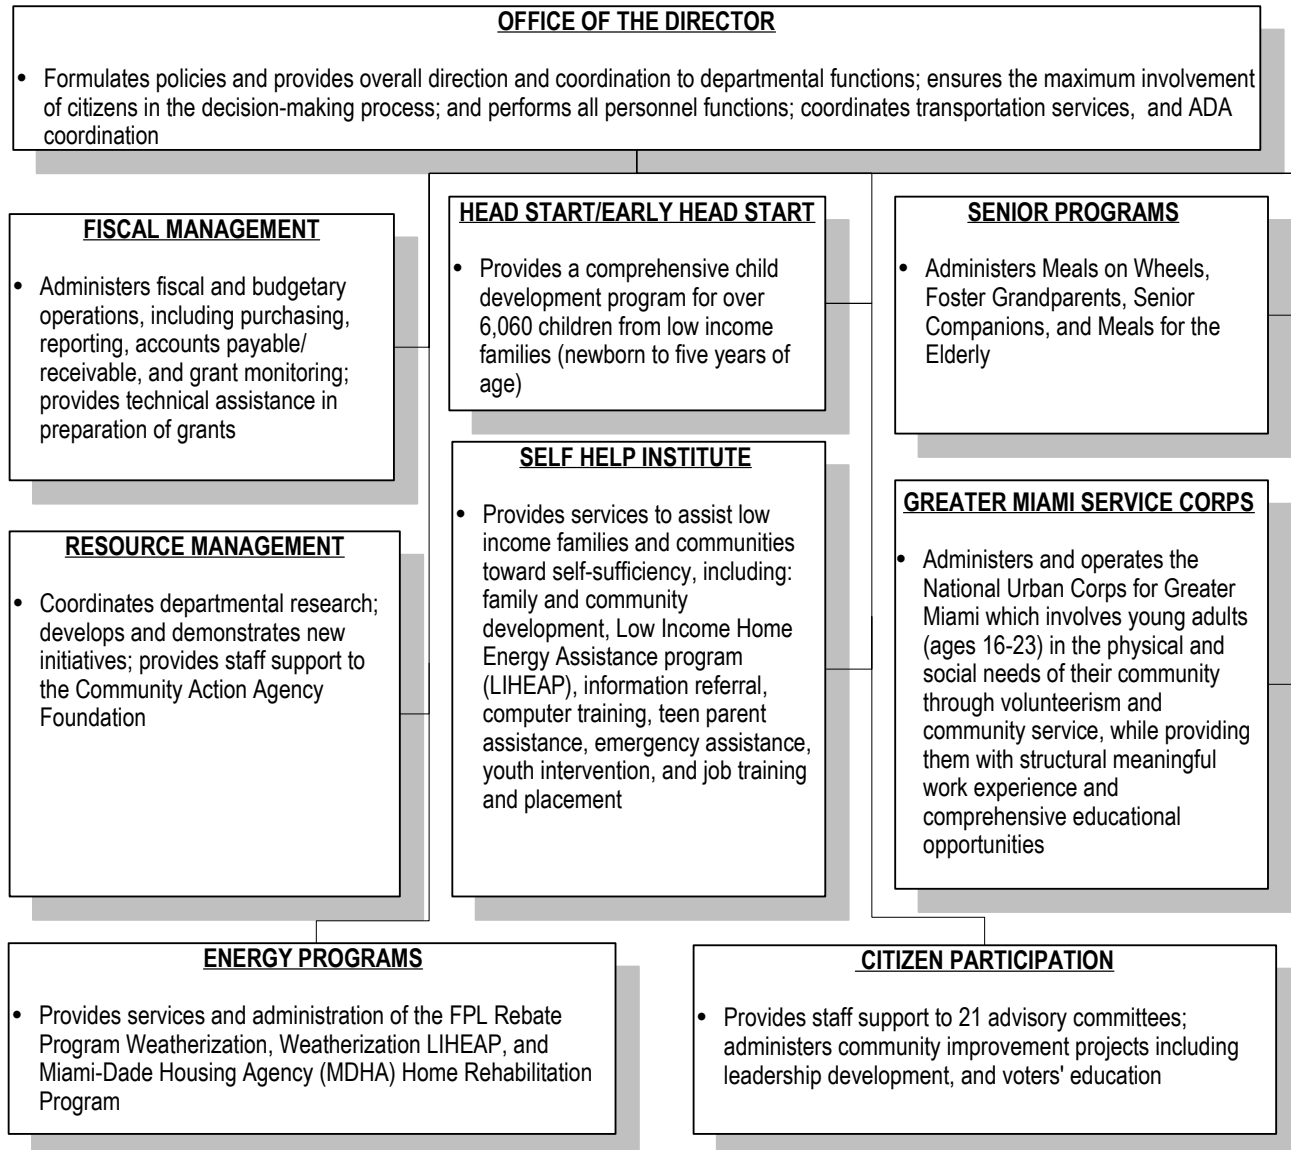 OFFICE OF THE DIRECTOR
• Formulates policies and provides overall direction and coordination to departmental functions; ensures the maximum involvement
of citizens in the decision-making process; and performs all personnel functions; coordinates transportation services, and ADA
coordination
FISCAL MANAGEMENT
• Administers fiscal and budgetary
operations, including purchasing,
reporting, accounts payable/
receivable, and grant monitoring;
provides technical assistance in
preparation of grants
HEAD START/EARLY HEAD START
• Provides a comprehensive child
development program for over
6,060 children from low income
families (newborn to five years of
age)
SENIOR PROGRAMS
• Administers Meals on Wheels,
Foster Grandparents, Senior
Companions, and Meals for the
Elderly
RESOURCE MANAGEMENT
• Coordinates departmental research;
develops and demonstrates new
initiatives; provides staff support to
the Community Action Agency
Foundation
SELF HELP INSTITUTE
• Provides services to assist low
income families and communities
toward self-sufficiency, including:
family and community
development, Low Income Home
Energy Assistance program
(LIHEAP), information referral,
computer training, teen parent
assistance, emergency assistance,
youth intervention, and job training
and placement
GREATER MIAMI SERVICE CORPS
• Administers and operates the
National Urban Corps for Greater
Miami which involves young adults
(ages 16-23) in the physical and
social needs of their community
through volunteerism and
community service, while providing
them with structural meaningful
work experience and
comprehensive educational
opportunities
ENERGY PROGRAMS
• Provides services and administration of the FPL Rebate
Program Weatherization, Weatherization LIHEAP, and
Miami-Dade Housing Agency (MDHA) Home Rehabilitation
Program
CITIZEN PARTICIPATION
• Provides staff support to 21 advisory committees;
administers community improvement projects including
leadership development, and voters' education